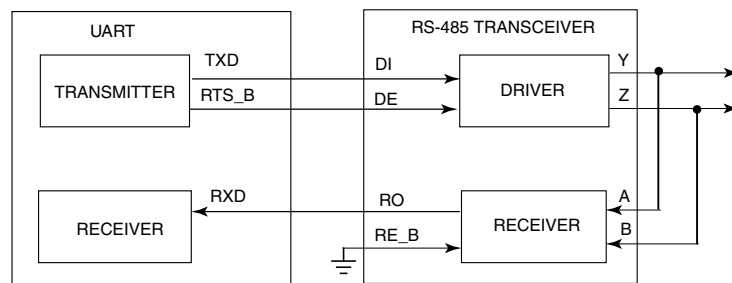 UART
RS-485 TRANSCEIVER
TXD
DI
Y
TRANSMITTER
DRIVER
RTS_B
DE
Z
RXD
RO
A
RECEIVER
RECEIVER
RE_B
B